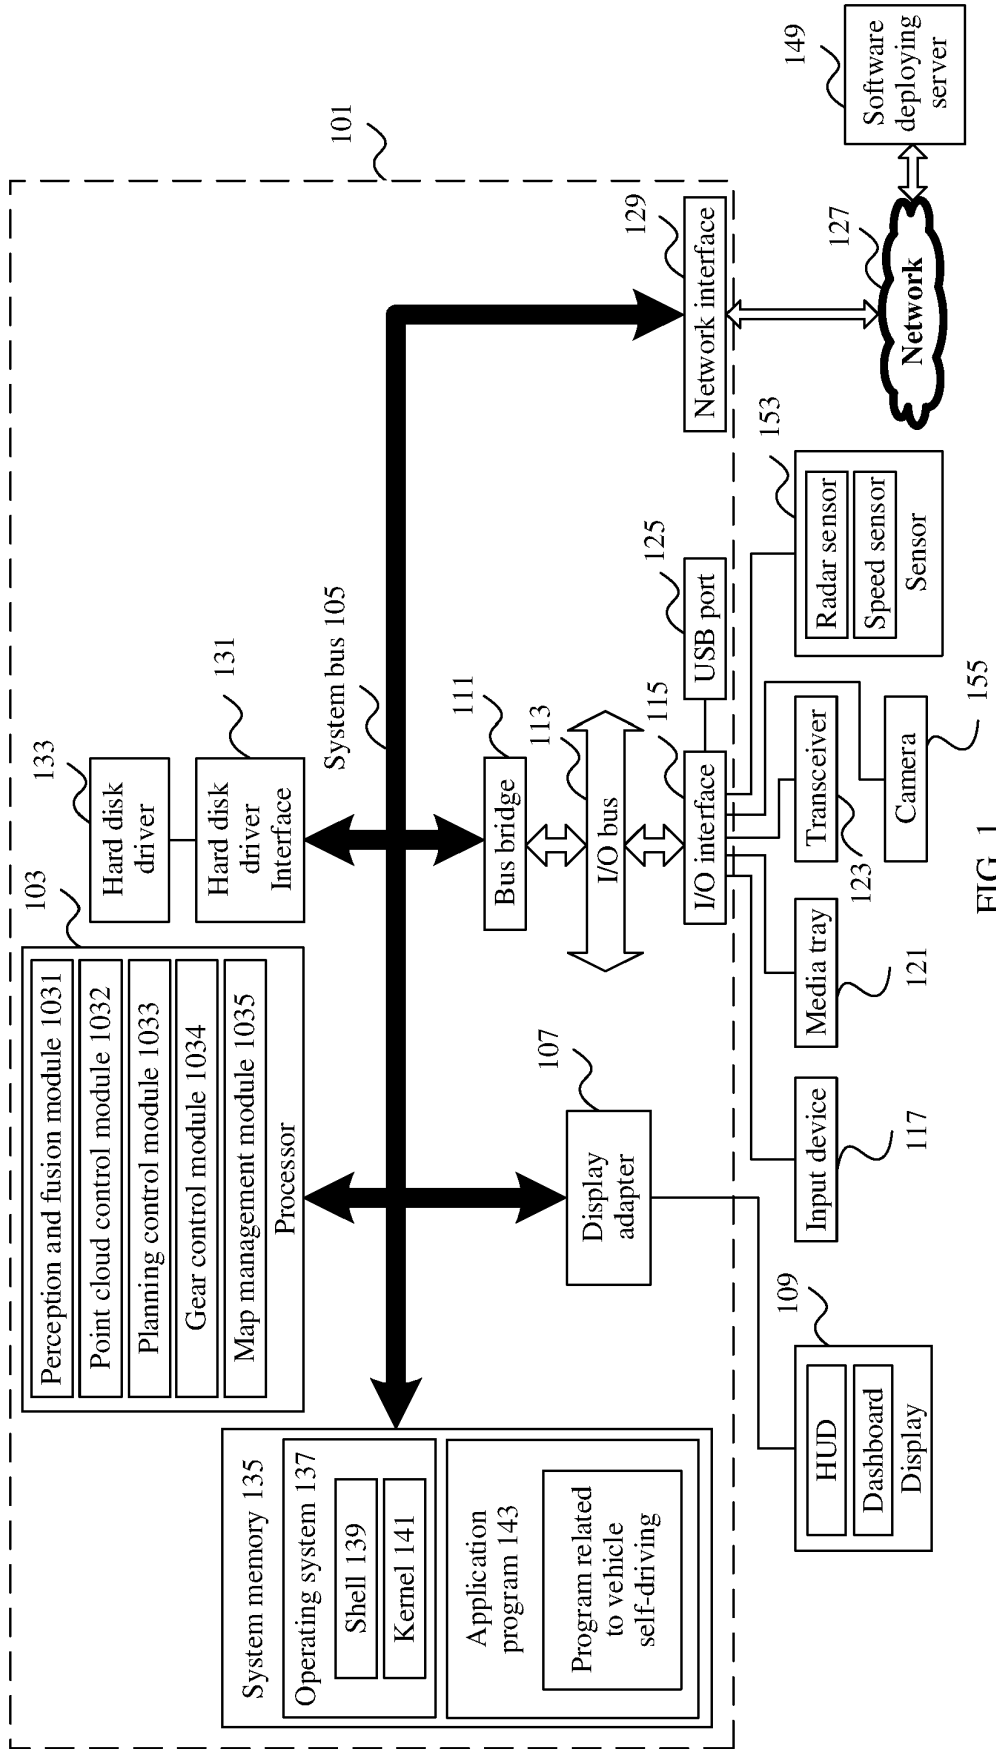 101
System memory 135
Operating system 137
Shell 139
Kernel 141
Application
program 143
Program related
to vehicle
self-driving
Perception and fusion module 1031
Point cloud control module 1032
Planning control module 1033
Gear control module 1034
Map management module 1035
Processor
103
Hard disk
driver
133
Hard disk
driver
Interface
131
System bus 105
Display
adapter
107
Bus bridge
111
I/O bus
113
I/O interface
115
USB port
125
Network interface
129
HUD
Dashboard
Display
109
Input device
117
Media tray
121
Transceiver
123
Camera
155
Radar sensor
Speed sensor
Sensor
153
Network
127
Software
deploying
server
149
FIG. 1